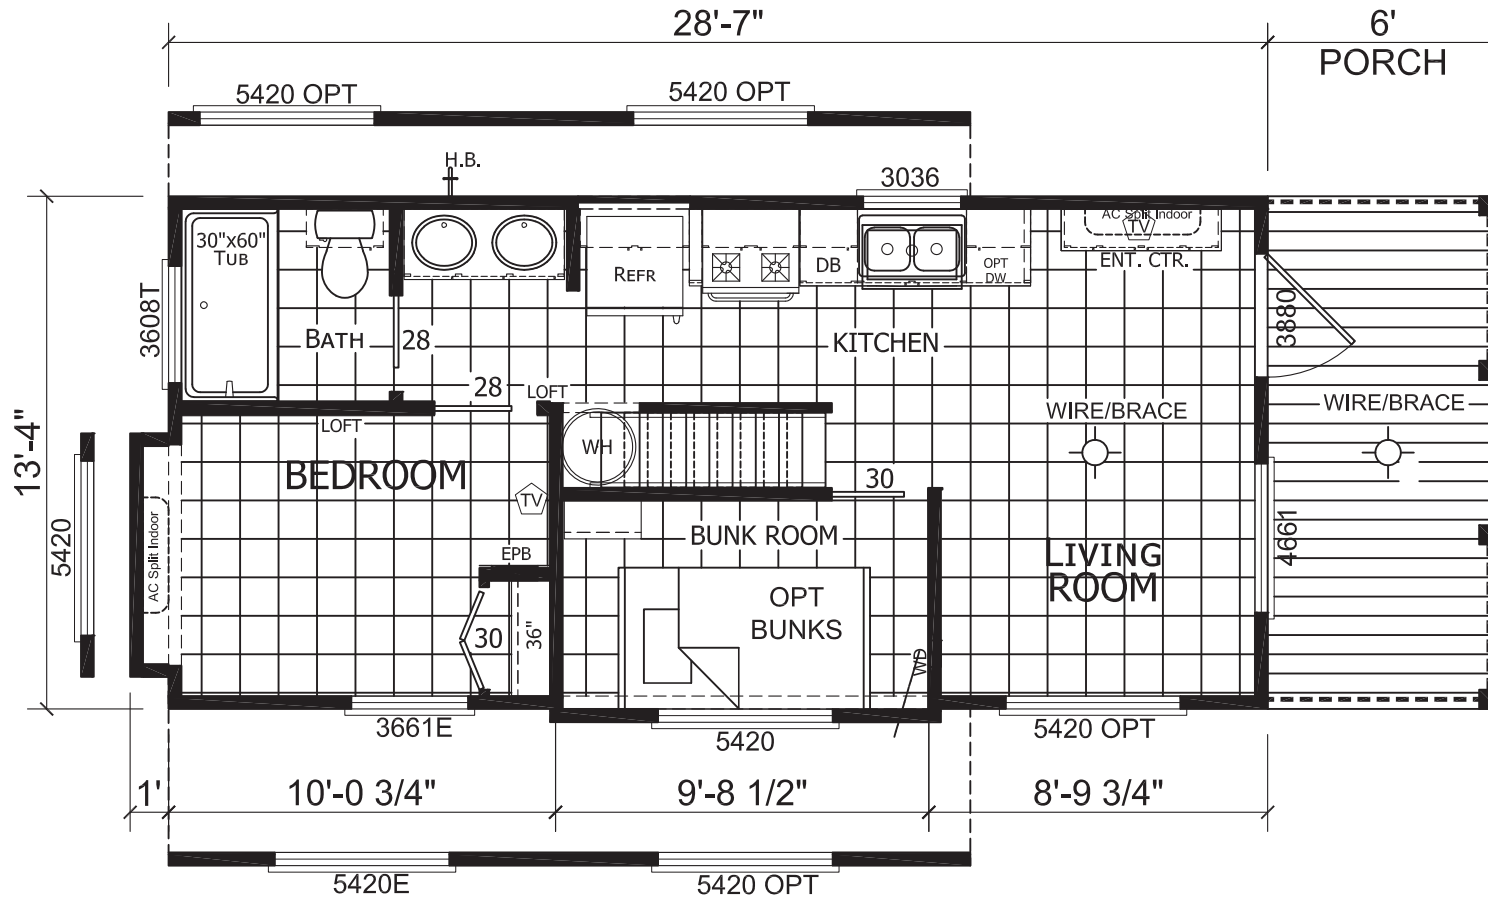 28'-7"
6'
PORCH
5420 OPT
5420 OPT
H.B.
3036
30"x60"
TUB
REFR
DB
OPT
DW
AC Split Indoor
TV
ENT. CTR.
3608T
BATH
28
KITCHEN
3880
28
LOFT
LOFT
WIRE/BRACE
WIRE/BRACE
13'-4"
BEDROOM
WH
30
TV
5420
AC Split Indoor
BUNK ROOM
EPB
LIVING
ROOM
4661
OPT
BUNKS
30
36"
WD
3661E
5420
5420 OPT
1'
10'-0 3/4"
9'-8 1/2"
8'-9 3/4"
5420E
5420 OPT